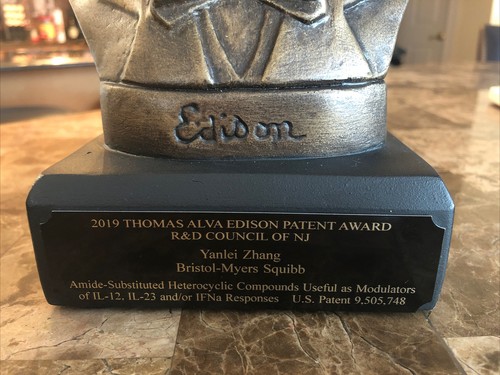 Edison
2019 THOMAS ALVA EDISON PATENT AWARD
R&D COUNCIL OF NJ
Yanlei Zhang
Bristol-Myers Squibb
Amide-Substituted Heterocyclic Compounds Useful as Modulators
of IL-12, IL-23 and/or IFNa Responses U.S. Patent 9,505,748